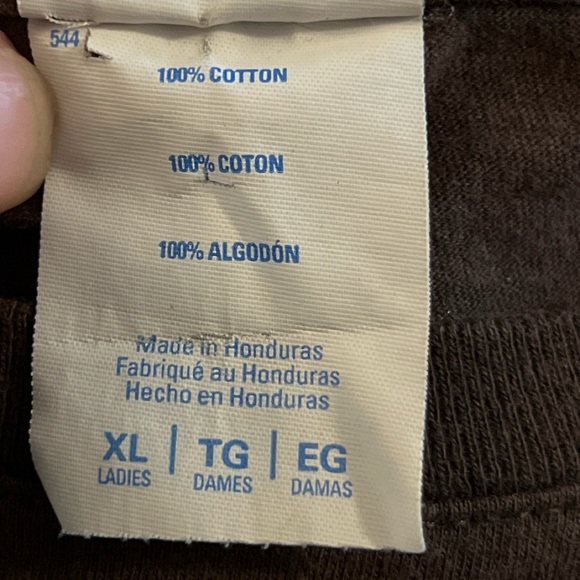 544
100% COTTON
100% COTON
100% ALGODÓN
Made in Honduras
Fabriqué au Honduras
Hecho en Honduras
XL | TG | EG
LADIES DAMES DAMAS